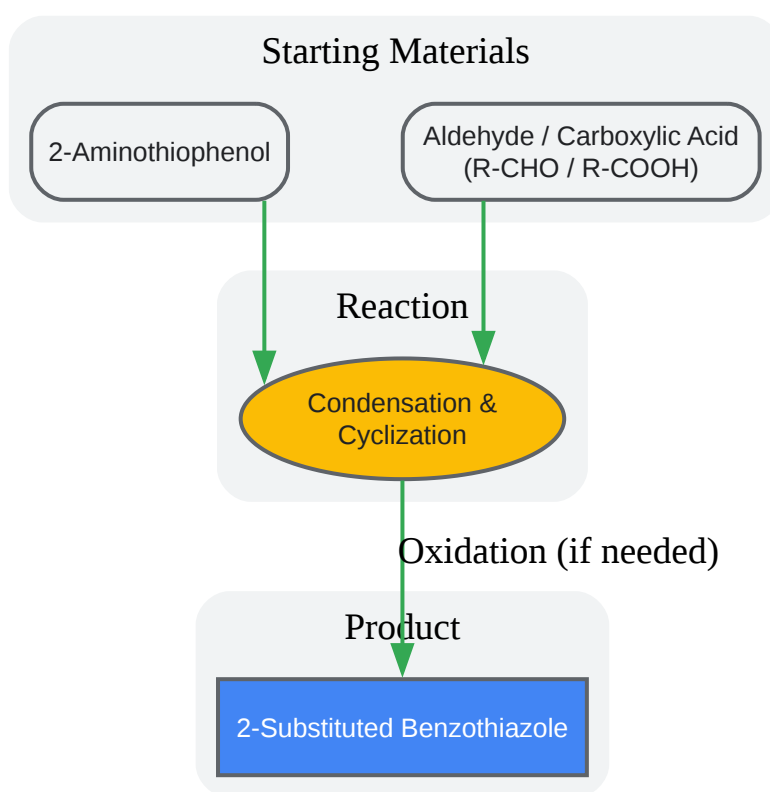 Starting Materials
2-Aminothiophenol
Aldehyde / Carboxylic Acid
(R-CHO / R-COOH)
Reaction
Condensation &
Cyclization
Oxidation (if needed)
Product
2-Substituted Benzothiazole